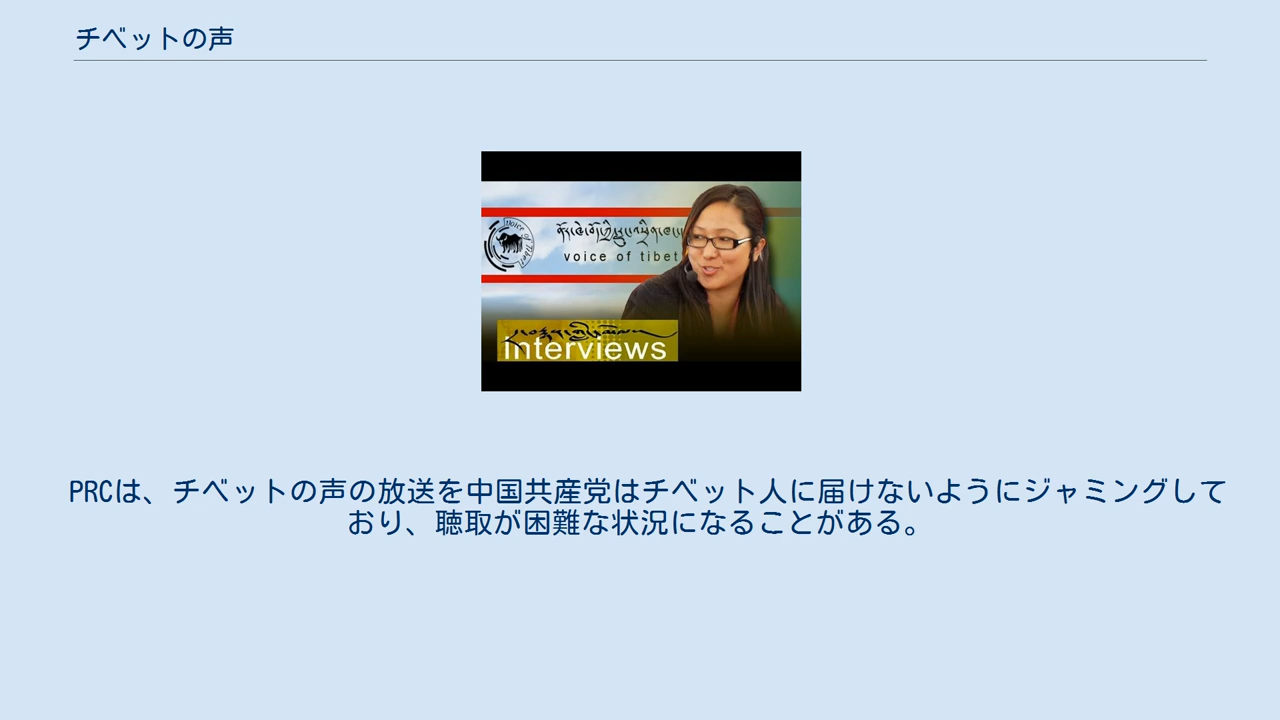 チベットの声
voice of tibet
interviews
PRCは、チベットの声の放送を中国共産党はチベット人に届けないようにジャミングして
おり、聴取が困難な状況になることがある。